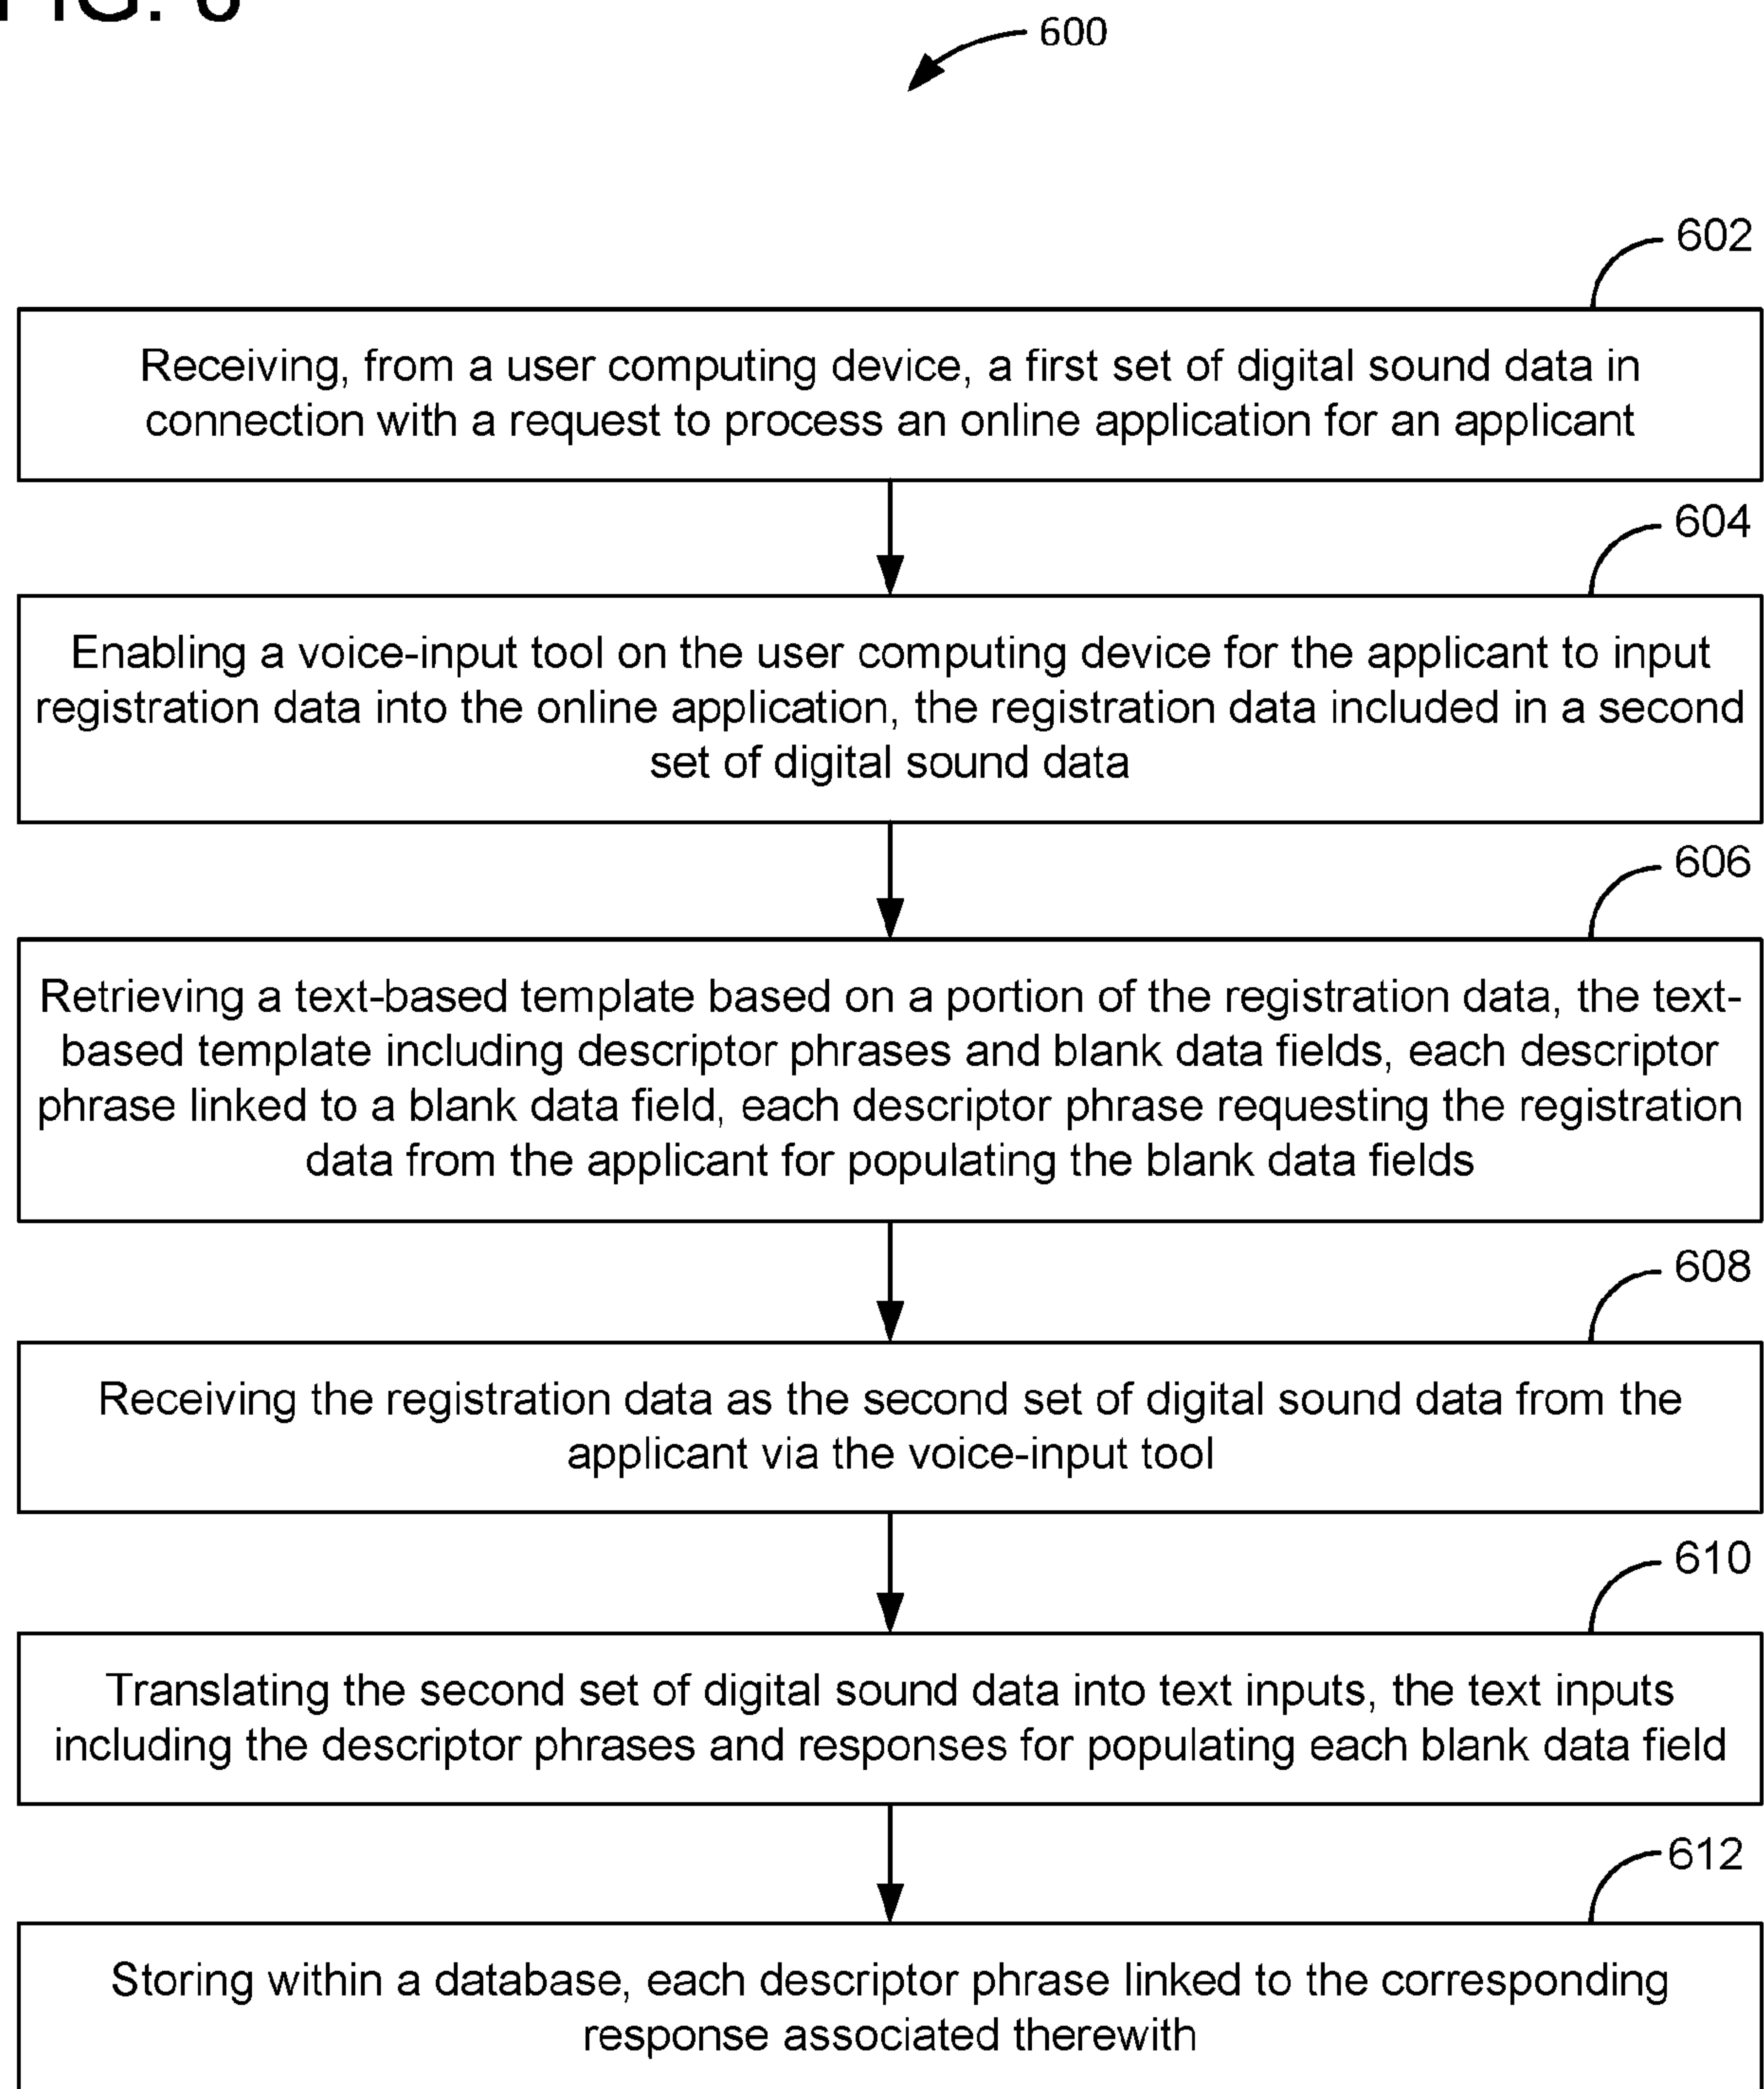 FIG. 6
600
602
Receiving, from a user computing device, a first set of digital sound data in
connection with a request to process an online application for an applicant
604
Enabling a voice-input tool on the user computing device for the applicant to input
registration data into the online application, the registration data included in a second
set of digital sound data
606
Retrieving a text-based template based on a portion of the registration data, the text-
based template including descriptor phrases and blank data fields, each descriptor
phrase linked to a blank data field, each descriptor phrase requesting the registration
data from the applicant for populating the blank data fields
608
Receiving the registration data as the second set of digital sound data from the
applicant via the voice-input tool
610
Translating the second set of digital sound data into text inputs, the text inputs
including the descriptor phrases and responses for populating each blank data field
612
Storing within a database, each descriptor phrase linked to the corresponding
response associated therewith